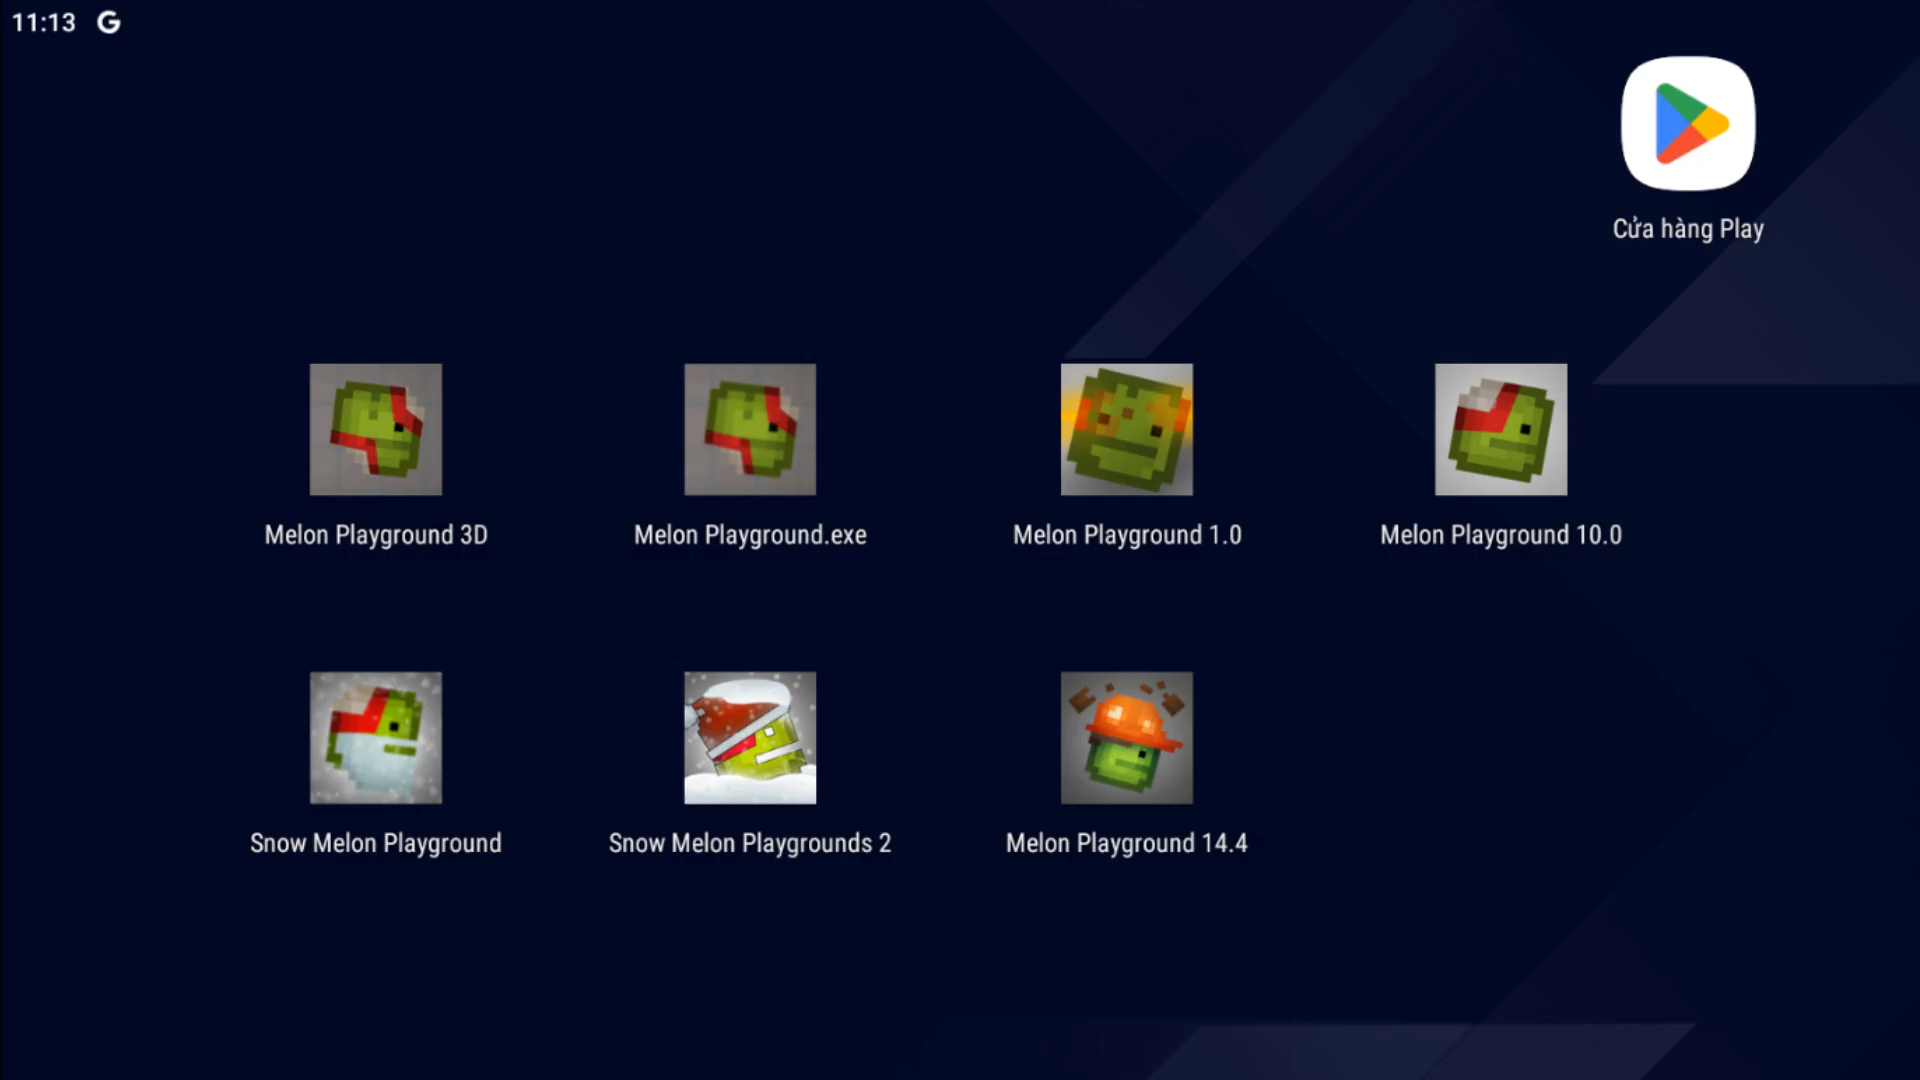 11:13 G
Cửa hàng Play
Melon Playground 3D
Melon Playground.exe
Melon Playground 1.0
Melon Playground 10.0
Snow Melon Playground
Snow Melon Playgrounds 2
Melon Playground 14.4